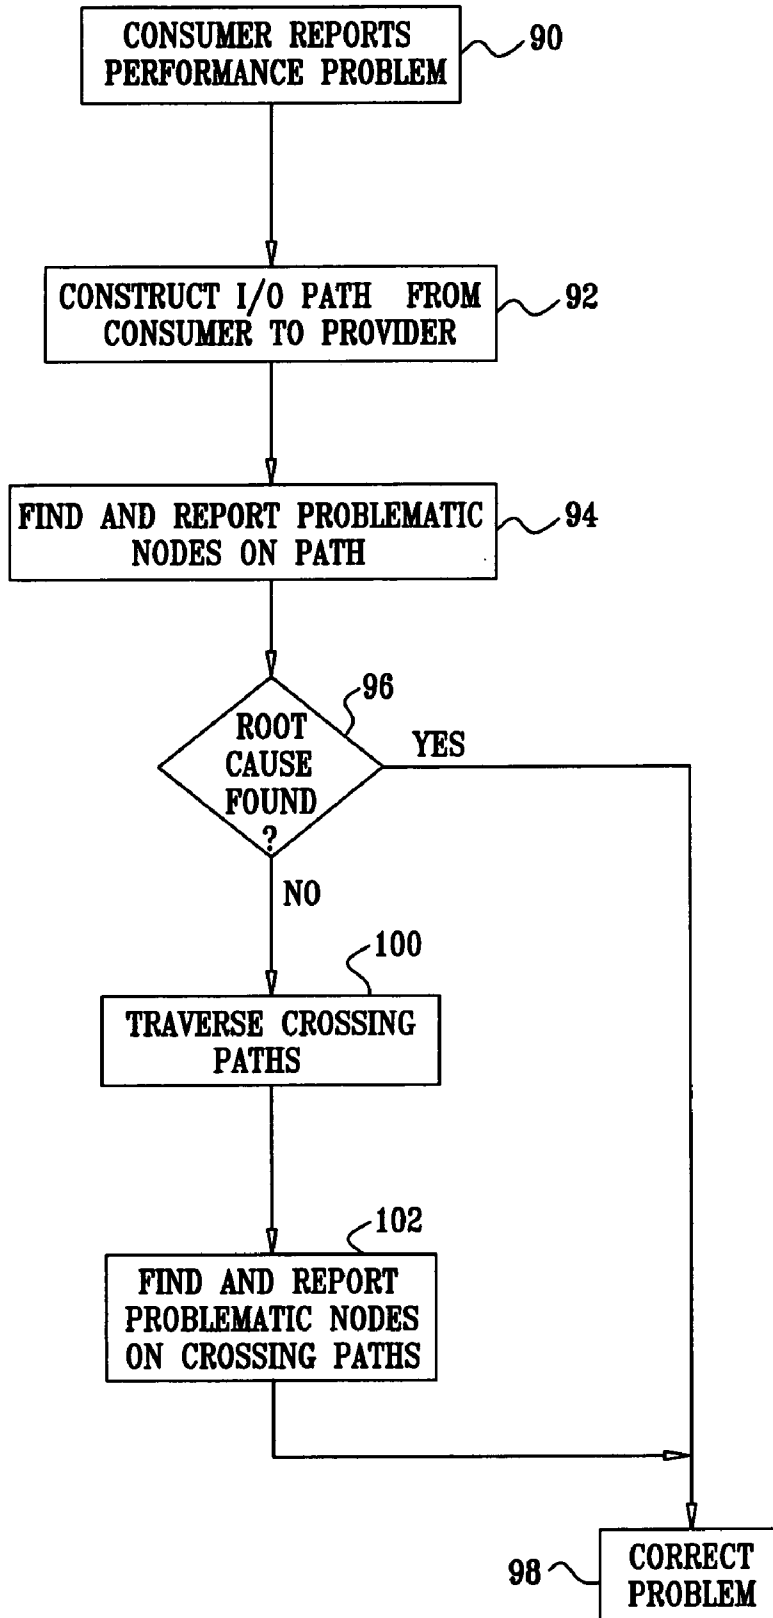 CONSUMER REPORTS
PERFORMANCE PROBLEM
90
CONSTRUCT I/O PATH FROM
CONSUMER TO PROVIDER
92
FIND AND REPORT PROBLEMATIC
NODES ON PATH
94
96
ROOT
CAUSE
FOUND
?
YES
NO
100
TRAVERSE CROSSING
PATHS
102
FIND AND REPORT
PROBLEMATIC NODES
ON CROSSING PATHS
98
CORRECT
PROBLEM